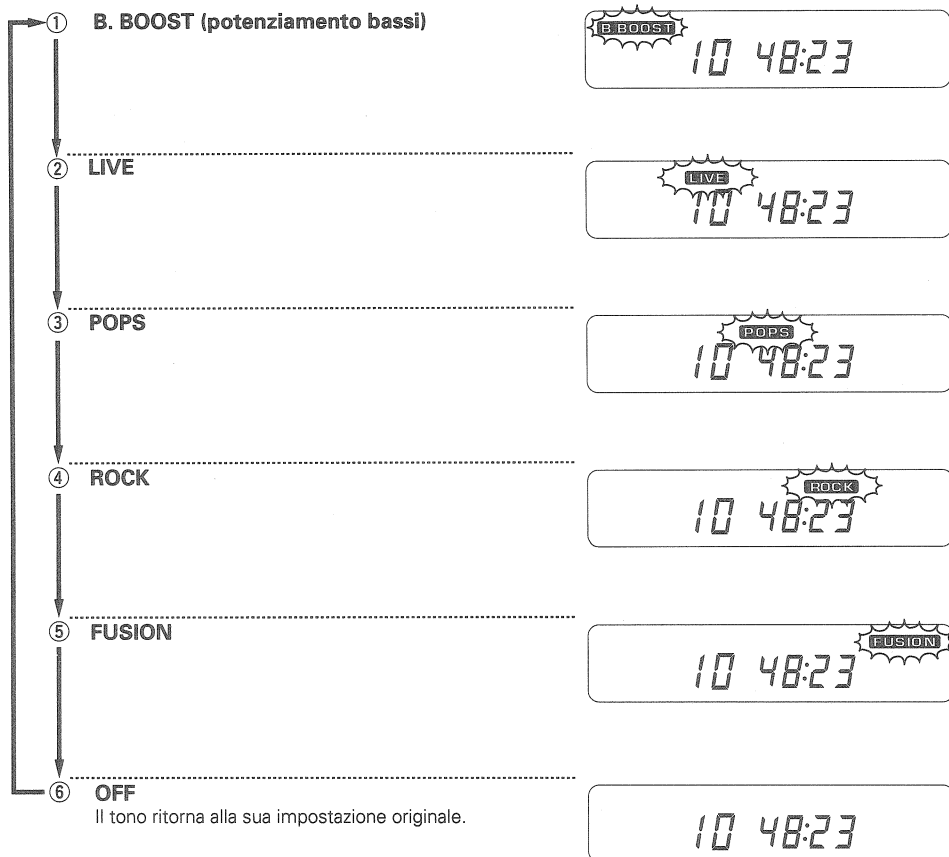 ① B. BOOST (potenziamento bassi)
B.BOOST
10 48:23
② LIVE
LIVE
10 48:23
③ POPS
POPS
10 48:23
④ ROCK
ROCK
10 48:23
⑤ FUSION
FUSION
10 48:23
⑥ OFF
Il tono ritorna alla sua impostazione originale.
10 48:23